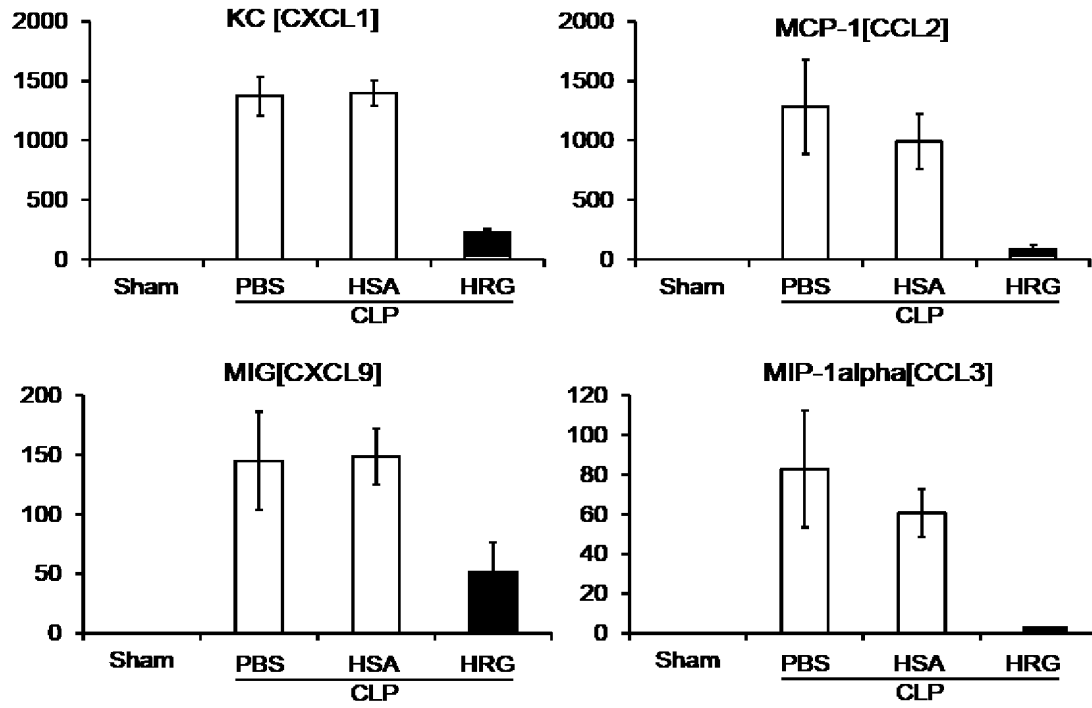 KC [CXCL1]
2000
1500
1000
500
0
Sham
PBS
HSA
HRG
CLP
MCP-1[CCL2]
2000
1500
1000
500
0
Sham
PBS
HSA
HRG
CLP
MIG[CXCL9]
200
150
100
50
0
Sham
PBS
HSA
HRG
CLP
MIP-1alpha[CCL3]
120
100
80
60
40
20
0
Sham
PBS
HSA
HRG
CLP